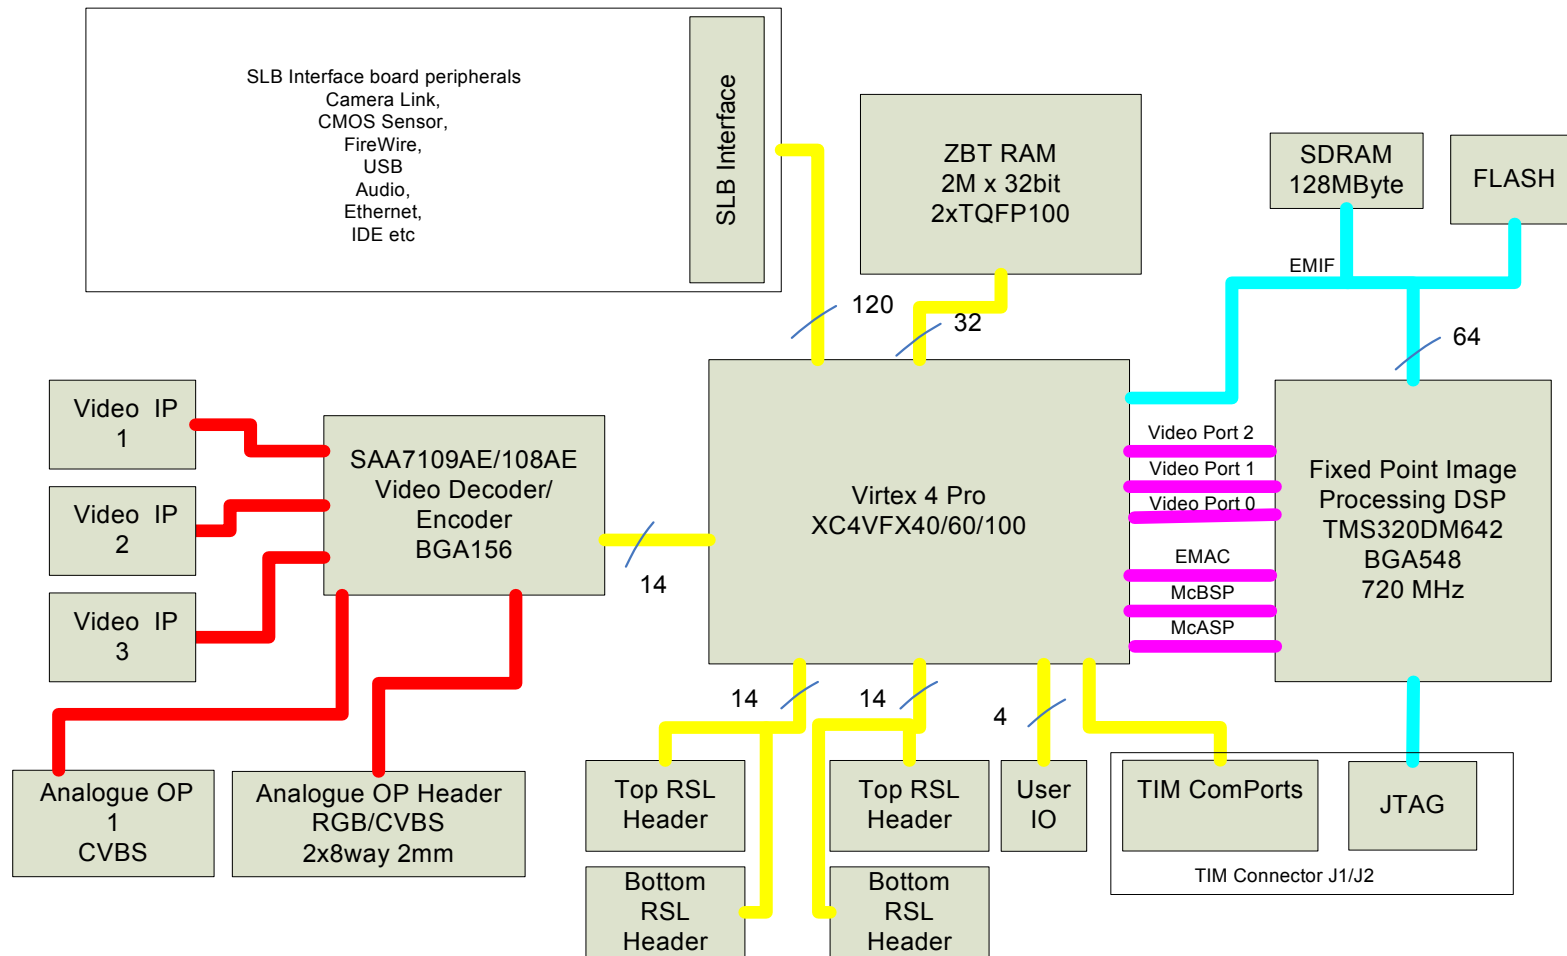 SLB Interface board peripherals
Camera Link,
CMOS Sensor,
FireWire,
USB
Audio,
Ethernet,
IDE etc
SLB Interface
ZBT RAM
2M x 32bit
2xTQFP100
SDRAM
128MByte
FLASH
EMIF
120
32
64
Video IP
1
Video IP
2
Video IP
3
SAA7109AE/108AE
Video Decoder/
Encoder
BGA156
14
Virtex 4 Pro
XC4VFX40/60/100
Video Port 2
Video Port 1
Video Port 0
EMAC
McBSP
McASP
Fixed Point Image
Processing DSP
TMS320DM642
BGA548
720 MHz
14
14
4
Analogue OP
1
CVBS
Analogue OP Header
RGB/CVBS
2x8way 2mm
Top RSL
Header
Top RSL
Header
User
IO
TIM ComPorts
JTAG
TIM Connector J1/J2
Bottom
RSL
Header
Bottom
RSL
Header